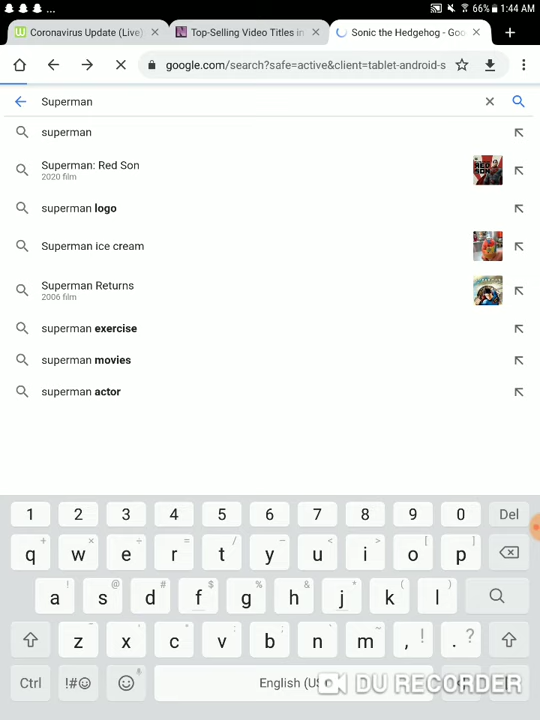 ... 66% 1:44 AM
Coronavirus Update (Live) × Top-Selling Video Titles in × Sonic the Hedgehog - Goo × +
google.com/search?safe=active&client=tablet-android-s
Superman
superman
Superman: Red Son
2020 film
superman logo
Superman ice cream
Superman Returns
2006 film
superman exercise
superman movies
superman actor
1 2 3 4 5 6 7 8 9 0 Del
+ × ÷ = / _ < > [ ]
q w e r t y u i o p
! @ # $ % & * ( )
a s d f g h j k l
- ' " : ; , ?
z x c v b n m , ! . ?
Ctrl !#☺ English (US)
DU RECORDER